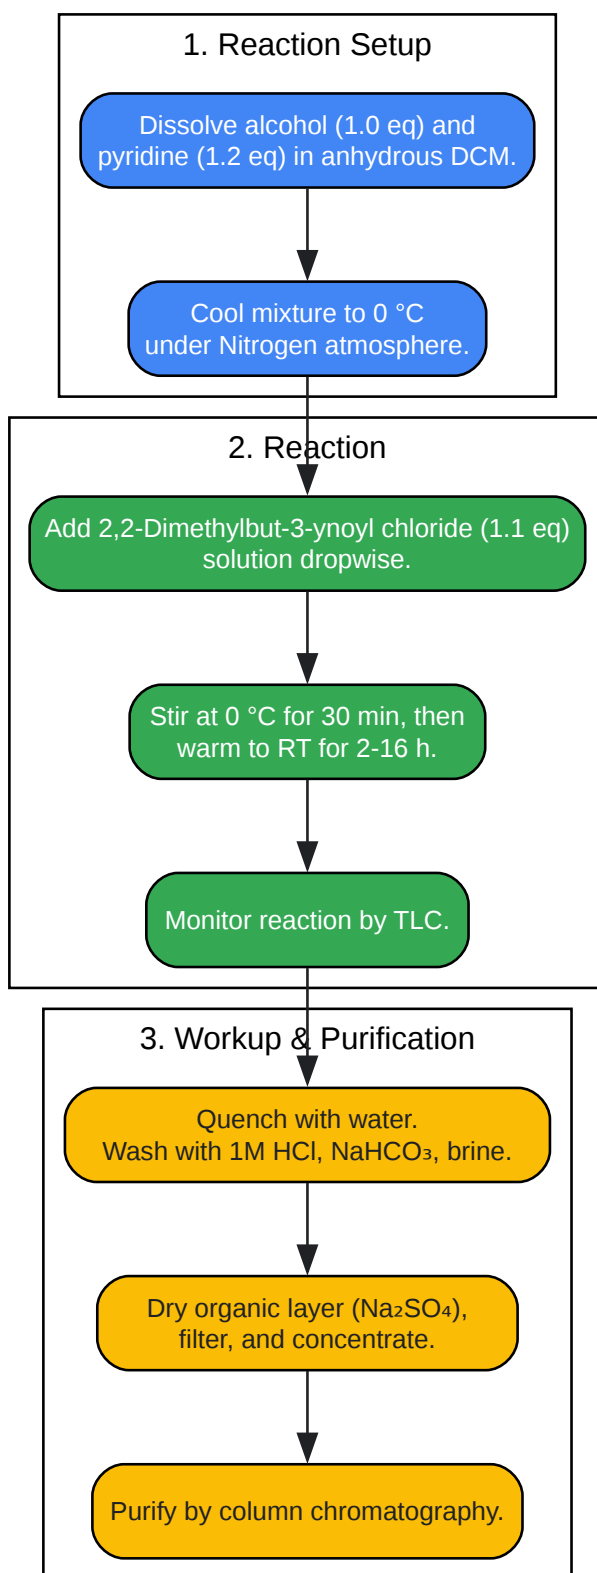 1. Reaction Setup
Dissolve alcohol (1.0 eq) and
pyridine (1.2 eq) in anhydrous DCM.
Cool mixture to 0 °C
under Nitrogen atmosphere.
2. Reaction
Add 2,2-Dimethylbut-3-ynoyl chloride (1.1 eq)
solution dropwise.
Stir at 0 °C for 30 min, then
warm to RT for 2-16 h.
Monitor reaction by TLC.
3. Workup & Purification
Quench with water.
Wash with 1M HCl, NaHCO₃, brine.
Dry organic layer (Na₂SO₄),
filter, and concentrate.
Purify by column chromatography.